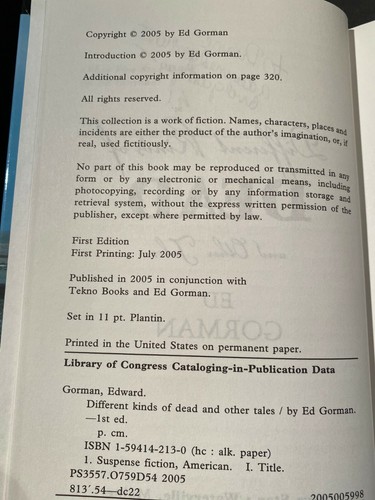 Copyright © 2005 by Ed Gorman
Introduction © 2005 by Ed Gorman.
Additional copyright information on page 320.
All rights reserved.
This collection is a work of fiction. Names, characters, places and
incidents are either the product of the author's imagination, or, if
real, used fictitiously.
No part of this book may be reproduced or transmitted in any
form or by any electronic or mechanical means, including
photocopying, recording or by any information storage and
retrieval system, without the express written permission of the
publisher, except where permitted by law.
First Edition
First Printing: July 2005
Published in 2005 in conjunction with
Tekno Books and Ed Gorman.
Set in 11 pt. Plantin.
Printed in the United States on permanent paper.
Library of Congress Cataloging-in-Publication Data
Gorman, Edward.
Different kinds of dead and other tales / by Ed Gorman.
—1st ed.
p. cm.
ISBN 1-59414-213-0 (hc : alk. paper)
1. Suspense fiction, American. I. Title.
PS3557.O759D54 2005
813'.54—dc22 2005005998